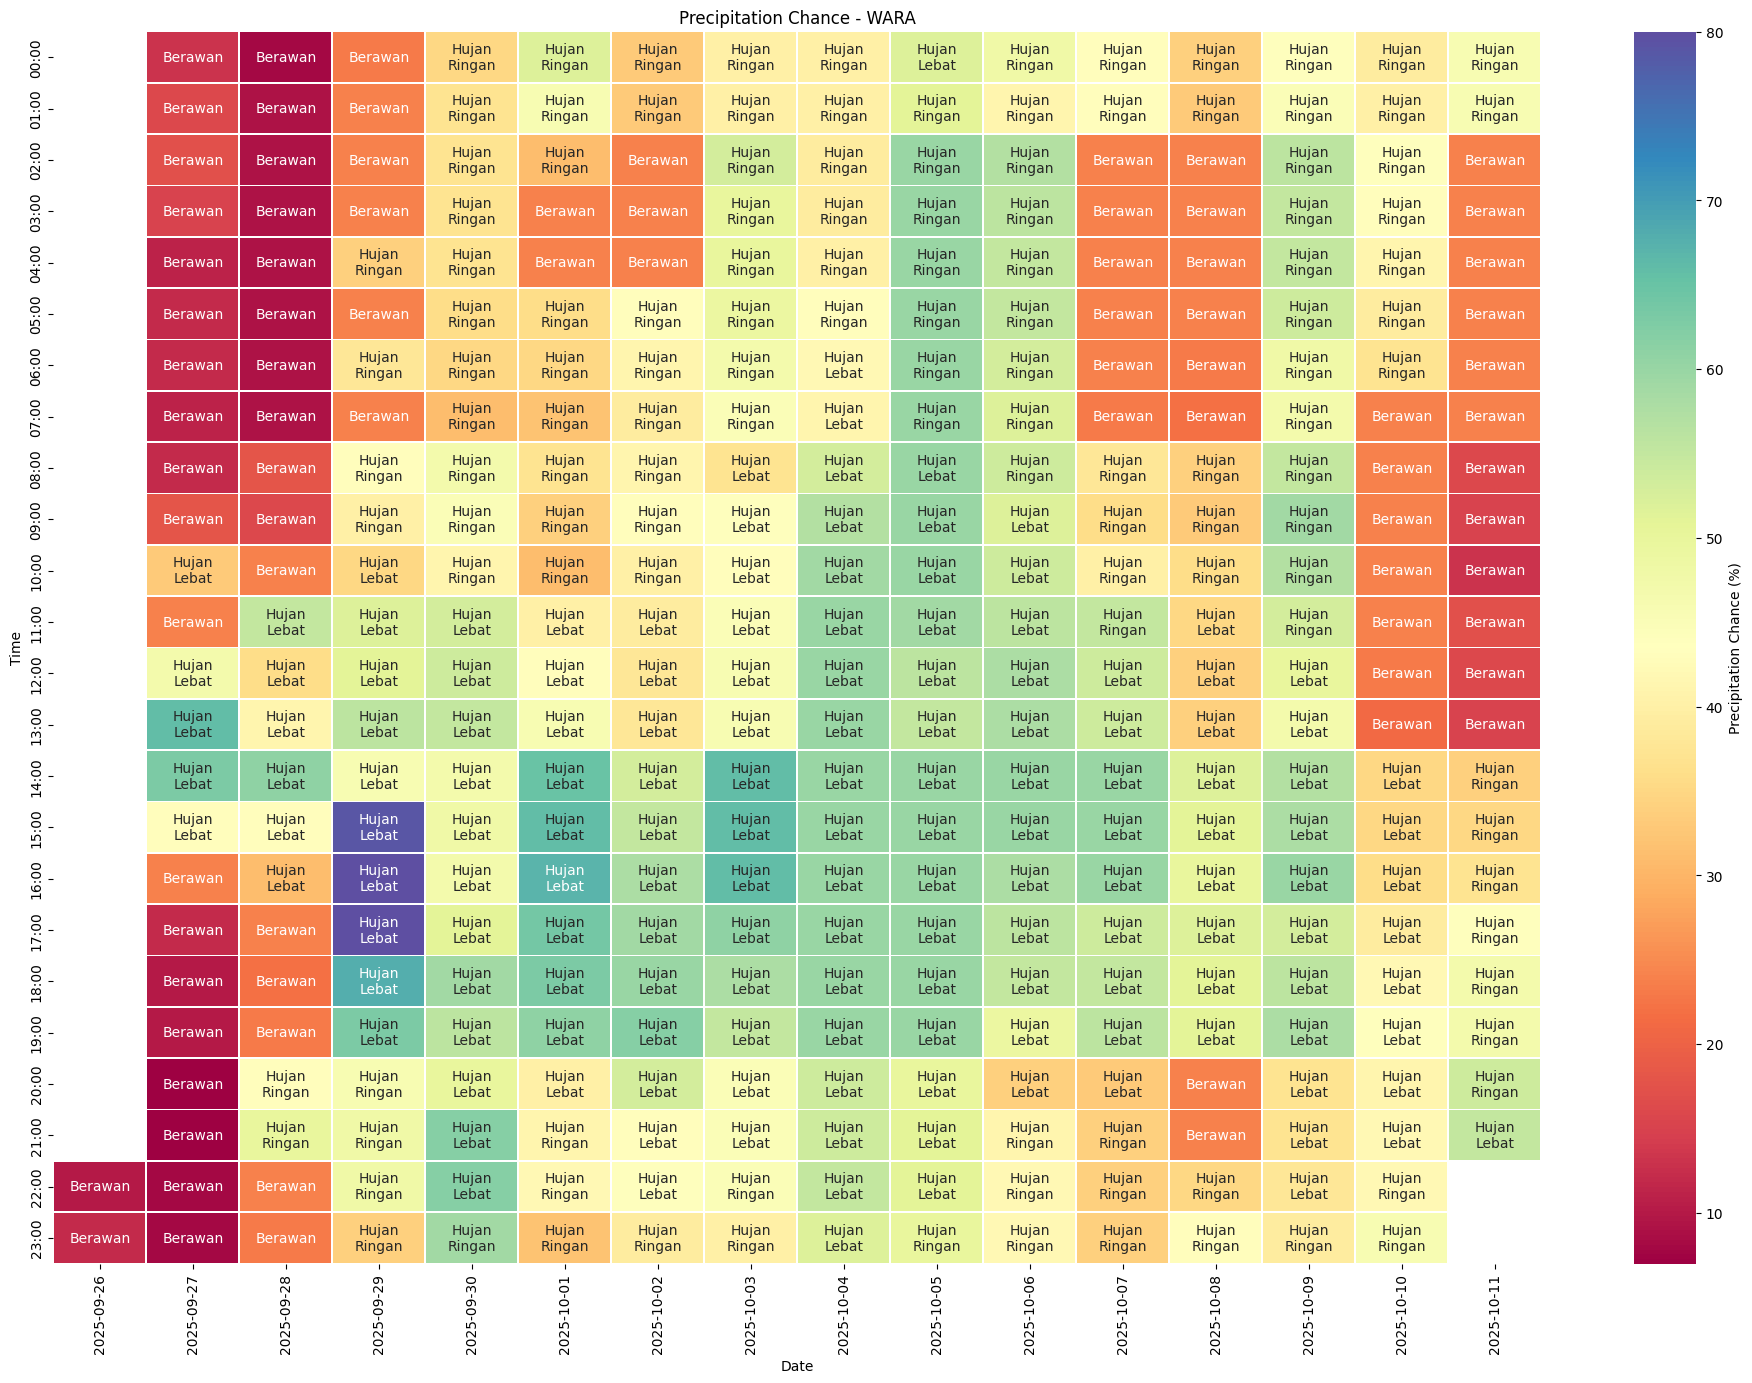 Precipitation Chance - WARA
00:00 Berawan Berawan Berawan Hujan Ringan Hujan Ringan Hujan Ringan Hujan Ringan Hujan Ringan Hujan Lebat Hujan Ringan Hujan Ringan Hujan Ringan Hujan Ringan Hujan Ringan Hujan Ringan
01:00 Berawan Berawan Berawan Hujan Ringan Hujan Ringan Hujan Ringan Hujan Ringan Hujan Ringan Hujan Ringan Hujan Ringan Hujan Ringan Hujan Ringan Hujan Ringan Hujan Ringan Hujan Ringan
02:00 Berawan Berawan Berawan Hujan Ringan Hujan Ringan Berawan Hujan Ringan Hujan Ringan Hujan Ringan Hujan Ringan Berawan Berawan Hujan Ringan Hujan Ringan Berawan
03:00 Berawan Berawan Berawan Hujan Ringan Berawan Berawan Hujan Ringan Hujan Ringan Hujan Ringan Hujan Ringan Berawan Berawan Hujan Ringan Hujan Ringan Berawan
04:00 Berawan Berawan Hujan Ringan Hujan Ringan Berawan Berawan Hujan Ringan Hujan Ringan Hujan Ringan Hujan Ringan Berawan Berawan Hujan Ringan Hujan Ringan Berawan
05:00 Berawan Berawan Berawan Hujan Ringan Hujan Ringan Hujan Ringan Hujan Ringan Hujan Ringan Hujan Ringan Hujan Ringan Berawan Berawan Hujan Ringan Hujan Ringan Berawan
06:00 Berawan Berawan Hujan Ringan Hujan Ringan Hujan Ringan Hujan Ringan Hujan Ringan Hujan Lebat Hujan Ringan Hujan Ringan Berawan Berawan Hujan Ringan Hujan Ringan Berawan
07:00 Berawan Berawan Berawan Hujan Ringan Hujan Ringan Hujan Ringan Hujan Ringan Hujan Lebat Hujan Ringan Hujan Ringan Berawan Berawan Hujan Ringan Berawan Berawan
08:00 Berawan Berawan Hujan Ringan Hujan Ringan Hujan Ringan Hujan Ringan Hujan Lebat Hujan Lebat Hujan Lebat Hujan Ringan Hujan Ringan Hujan Ringan Hujan Ringan Berawan Berawan
09:00 Berawan Berawan Hujan Ringan Hujan Ringan Hujan Ringan Hujan Ringan Hujan Lebat Hujan Lebat Hujan Lebat Hujan Lebat Hujan Ringan Hujan Ringan Hujan Ringan Berawan Berawan
10:00 Hujan Lebat Berawan Hujan Lebat Hujan Ringan Hujan Ringan Hujan Ringan Hujan Lebat Hujan Lebat Hujan Lebat Hujan Lebat Hujan Ringan Hujan Ringan Hujan Ringan Berawan Berawan
11:00 Berawan Hujan Lebat Hujan Lebat Hujan Lebat Hujan Lebat Hujan Lebat Hujan Lebat Hujan Lebat Hujan Lebat Hujan Lebat Hujan Ringan Hujan Lebat Hujan Ringan Berawan Berawan
12:00 Hujan Lebat Hujan Lebat Hujan Lebat Hujan Lebat Hujan Lebat Hujan Lebat Hujan Lebat Hujan Lebat Hujan Lebat Hujan Lebat Hujan Lebat Hujan Lebat Hujan Lebat Berawan Berawan
13:00 Hujan Lebat Hujan Lebat Hujan Lebat Hujan Lebat Hujan Lebat Hujan Lebat Hujan Lebat Hujan Lebat Hujan Lebat Hujan Lebat Hujan Lebat Hujan Lebat Hujan Lebat Berawan Berawan
14:00 Hujan Lebat Hujan Lebat Hujan Lebat Hujan Lebat Hujan Lebat Hujan Lebat Hujan Lebat Hujan Lebat Hujan Lebat Hujan Lebat Hujan Lebat Hujan Lebat Hujan Lebat Hujan Lebat Hujan Ringan
15:00 Hujan Lebat Hujan Lebat Hujan Lebat Hujan Lebat Hujan Lebat Hujan Lebat Hujan Lebat Hujan Lebat Hujan Lebat Hujan Lebat Hujan Lebat Hujan Lebat Hujan Lebat Hujan Lebat Hujan Ringan
16:00 Berawan Hujan Lebat Hujan Lebat Hujan Lebat Hujan Lebat Hujan Lebat Hujan Lebat Hujan Lebat Hujan Lebat Hujan Lebat Hujan Lebat Hujan Lebat Hujan Lebat Hujan Lebat Hujan Ringan
17:00 Berawan Berawan Hujan Lebat Hujan Lebat Hujan Lebat Hujan Lebat Hujan Lebat Hujan Lebat Hujan Lebat Hujan Lebat Hujan Lebat Hujan Lebat Hujan Lebat Hujan Lebat Hujan Ringan
18:00 Berawan Berawan Hujan Lebat Hujan Lebat Hujan Lebat Hujan Lebat Hujan Lebat Hujan Lebat Hujan Lebat Hujan Lebat Hujan Lebat Hujan Lebat Hujan Lebat Hujan Lebat Hujan Ringan
19:00 Berawan Berawan Hujan Lebat Hujan Lebat Hujan Lebat Hujan Lebat Hujan Lebat Hujan Lebat Hujan Lebat Hujan Lebat Hujan Lebat Hujan Lebat Hujan Lebat Hujan Lebat Hujan Ringan
20:00 Berawan Hujan Ringan Hujan Ringan Hujan Lebat Hujan Lebat Hujan Lebat Hujan Lebat Hujan Lebat Hujan Lebat Hujan Lebat Hujan Lebat Berawan Hujan Lebat Hujan Lebat Hujan Ringan
21:00 Berawan Hujan Ringan Hujan Ringan Hujan Lebat Hujan Ringan Hujan Lebat Hujan Lebat Hujan Lebat Hujan Lebat Hujan Ringan Hujan Ringan Berawan Hujan Lebat Hujan Lebat Hujan Lebat
22:00 Berawan Berawan Berawan Hujan Ringan Hujan Lebat Hujan Ringan Hujan Lebat Hujan Ringan Hujan Lebat Hujan Lebat Hujan Ringan Hujan Ringan Hujan Ringan Hujan Lebat Hujan Ringan
23:00 Berawan Berawan Berawan Hujan Ringan Hujan Ringan Hujan Ringan Hujan Ringan Hujan Ringan Hujan Lebat Hujan Ringan Hujan Ringan Hujan Ringan Hujan Ringan Hujan Ringan Hujan Ringan
Time
2025-09-26 2025-09-27 2025-09-28 2025-09-29 2025-09-30 2025-10-01 2025-10-02 2025-10-03 2025-10-04 2025-10-05 2025-10-06 2025-10-07 2025-10-08 2025-10-09 2025-10-10 2025-10-11
Date
80
70
60
50
40
30
20
10
Precipitation Chance (%)